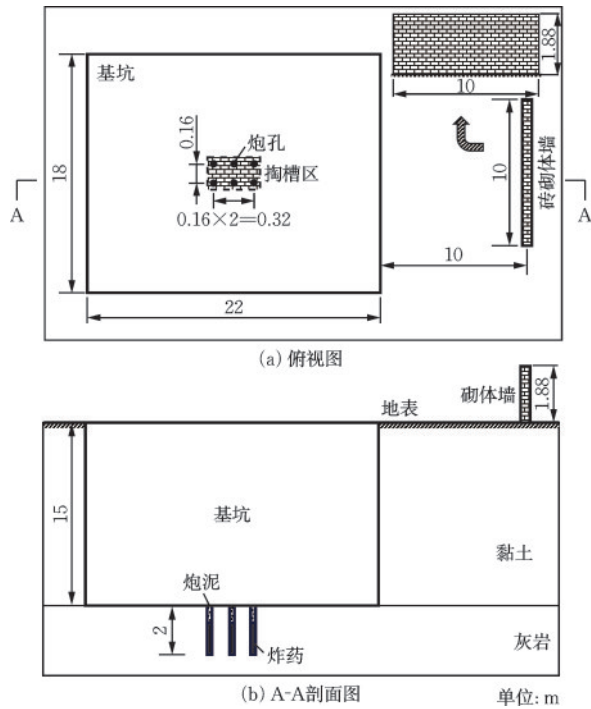 基坑
1.88
10
0.16
炮孔
掏槽区
18
A
A
10
砖砌体墙
0.16×2=0.32
10
22
(a) 俯视图
砌体墙
1.88
地表
15
基坑
黏土
炮泥
2
炸药
灰岩
(b) A-A剖面图
单位: m